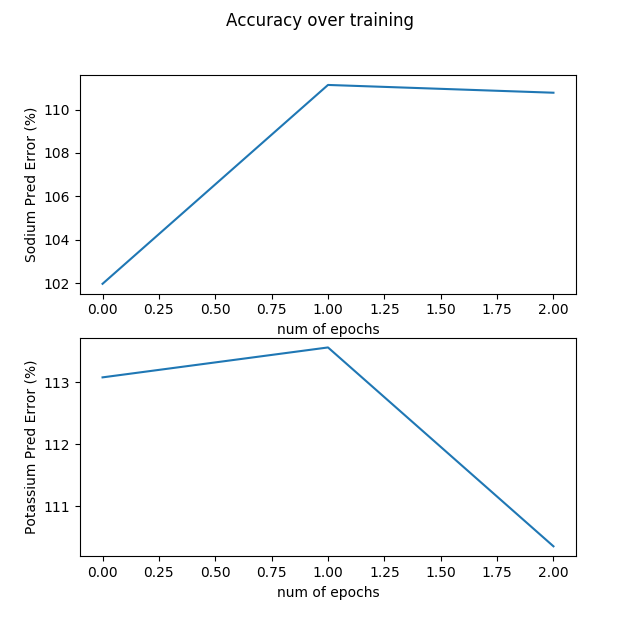 Accuracy over training
Sodium Pred Error (%)
110
108
106
104
102
0.00 0.25 0.50 0.75 1.00 1.25 1.50 1.75 2.00
num of epochs
Potassium Pred Error (%)
113
112
111
0.00 0.25 0.50 0.75 1.00 1.25 1.50 1.75 2.00
num of epochs